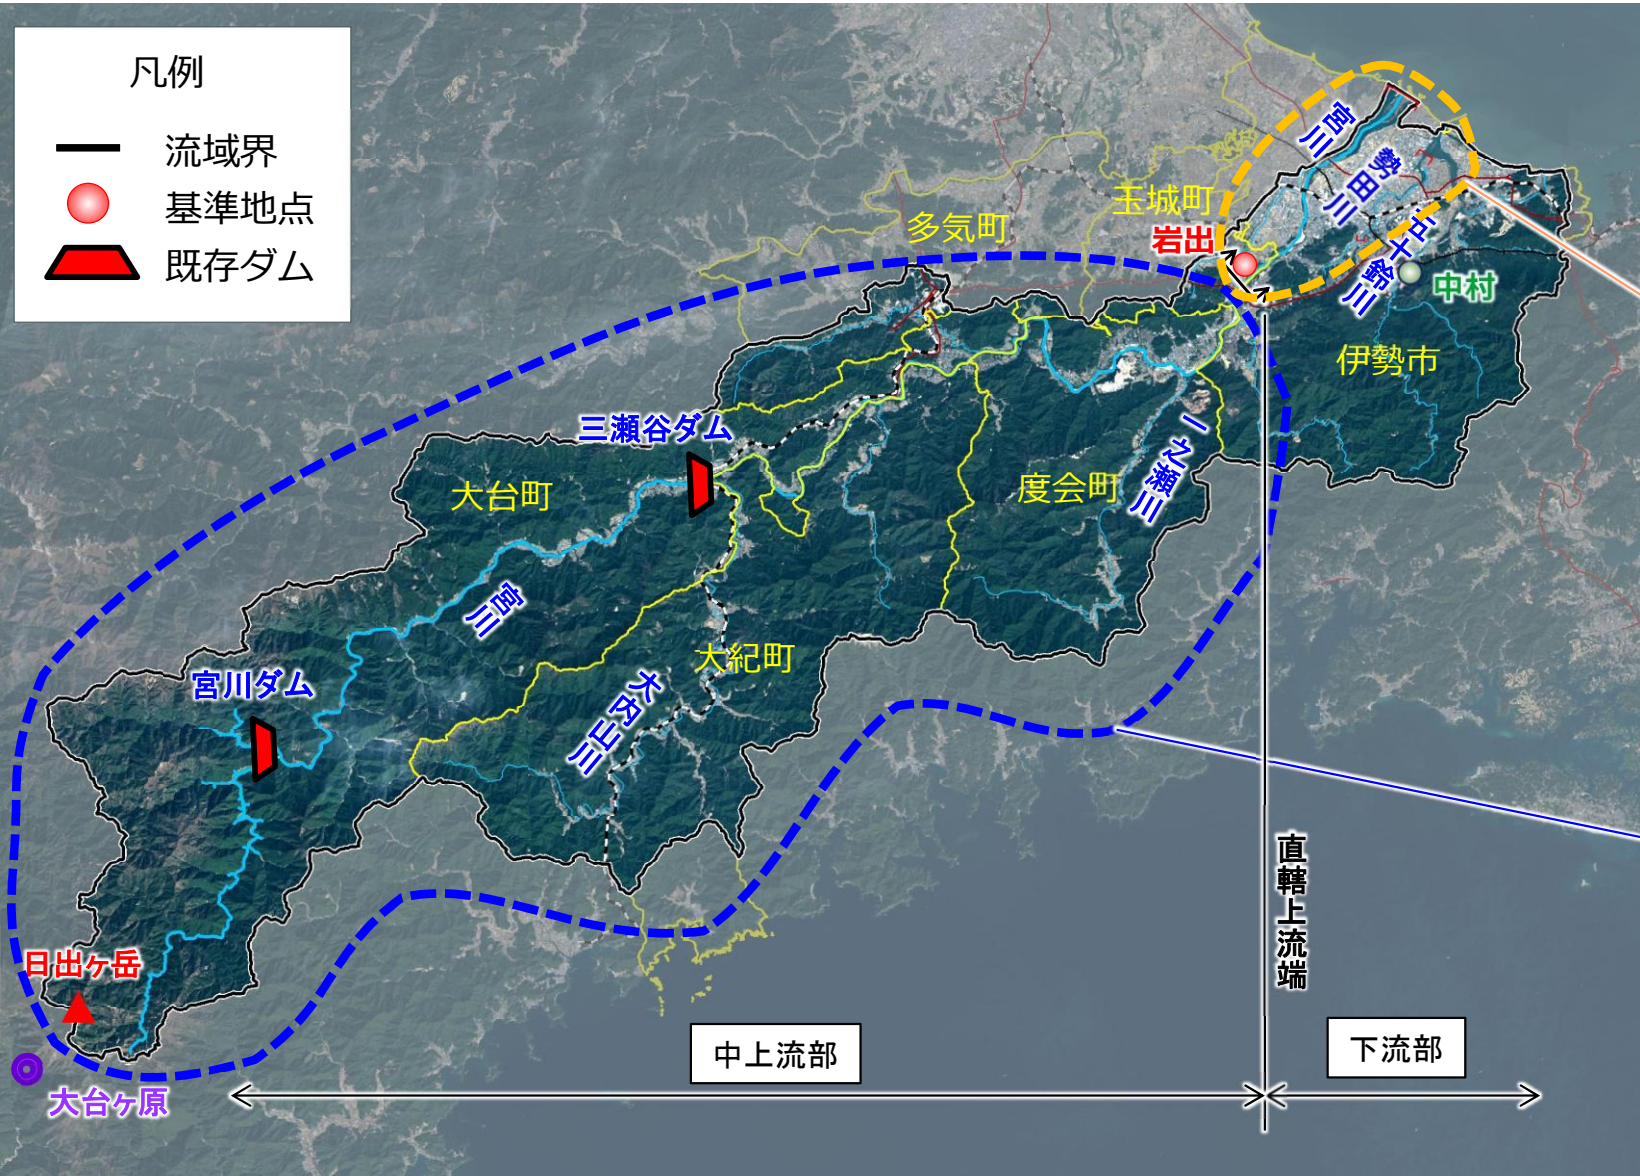 凡例
流域界
基準地点
既存ダム
宮川
勢田川
五十鈴川
玉城町
多気町
岩出
中村
伊勢市
三瀬谷ダム
大台町
度会町
一之瀬川
宮川
大紀町
宮川ダム
大内山川
直轄上流端
日出ヶ岳
大台ヶ原
中上流部
下流部